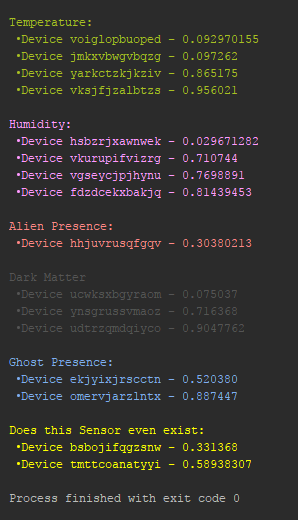 Temperature:
•Device voiglopbuoped - 0.092970155
•Device jmkxvbwgvbqzg - 0.097262
•Device yarkctzkjkziv - 0.865175
•Device vksjfjzalbtzs - 0.956021
Humidity:
•Device hsbzrjxawnwek - 0.029671282
•Device vkurupifvizrg - 0.710744
•Device vgseycjpjhynu - 0.7698891
•Device fdzdcekxbakjq - 0.81439453
Alien Presence:
•Device hhjuvrusqfgqv - 0.30380213
Dark Matter
•Device ucwksxbgyraom - 0.075037
•Device ynsgrussvmaoz - 0.716368
•Device udtrzqmdqiyco - 0.9047762
Ghost Presence:
•Device ekjyixjrscctn - 0.520380
•Device omervjarzlntx - 0.887447
Does this Sensor even exist:
•Device bsbojifqgzsnw - 0.331368
•Device tmttcoanatyyi - 0.58938307
Process finished with exit code 0